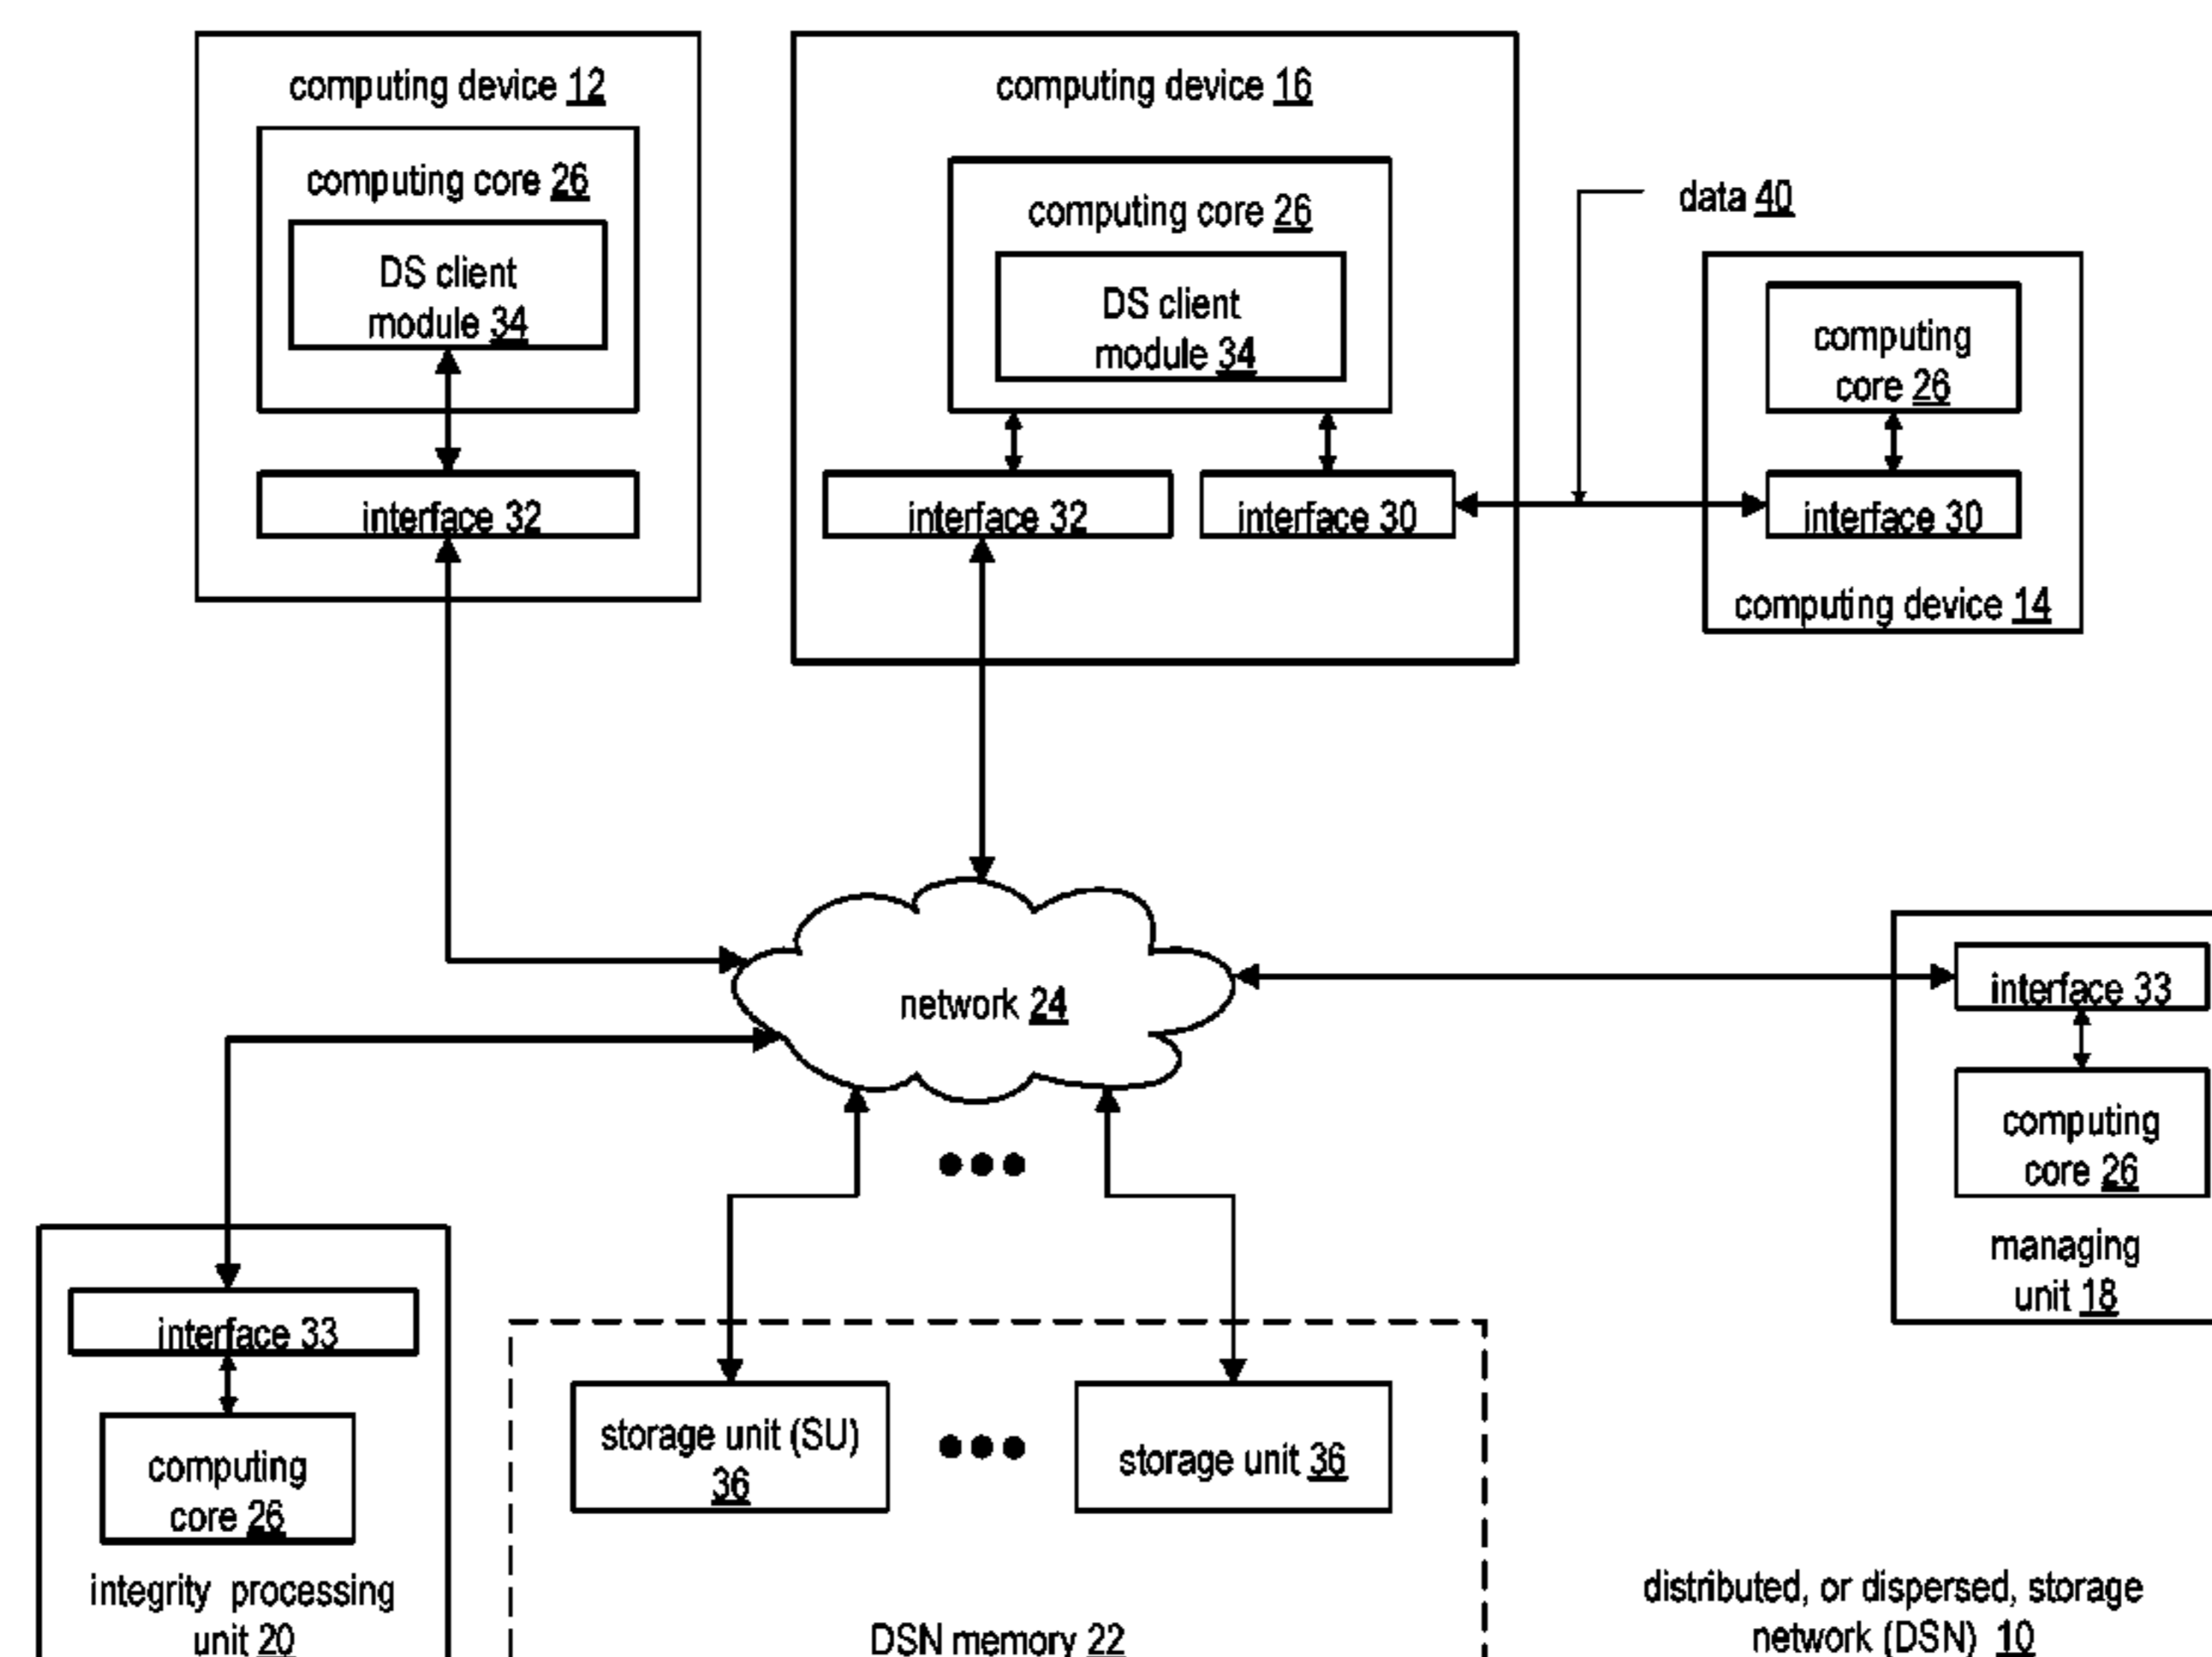 computing device 12
computing core 26
DS client
module 34
interface 32
computing device 16
computing core 26
DS client
module 34
interface 32
interface 30
data 40
computing
core 26
interface 30
computing device 14
network 24
interface 33
computing
core 26
managing
unit 18
interface 33
computing
core 26
integrity processing
unit 20
storage unit (SU)
36
storage unit 36
DSN memory 22
distributed, or dispersed, storage
network (DSN) 10